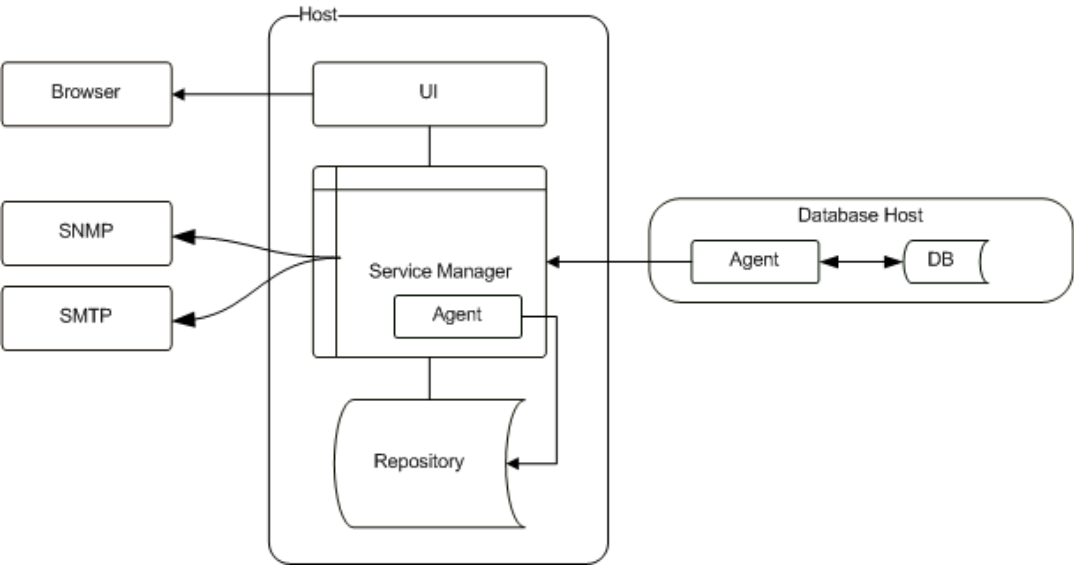 Host
Browser
UI
SNMP
SMTP
Service Manager
Agent
Repository
Database Host
Agent
DB